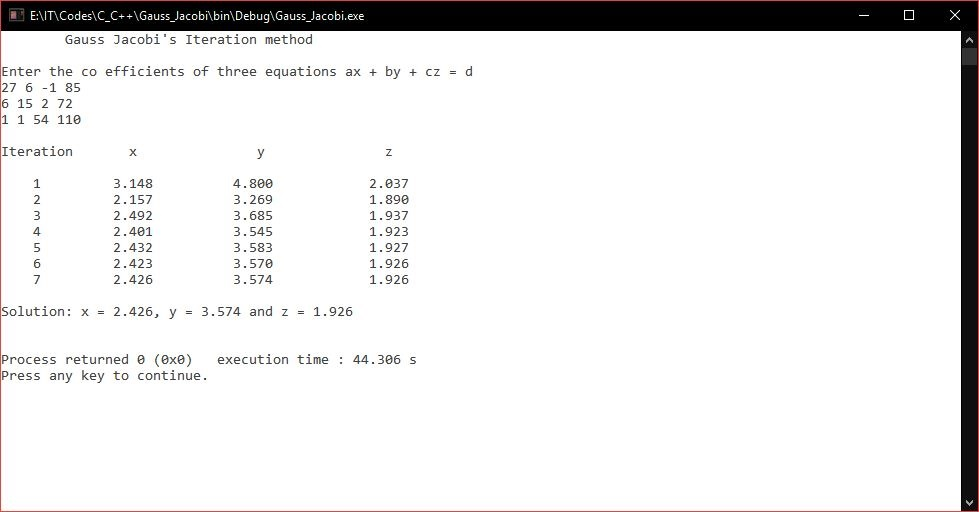 E:\IT\Codes\C_C++\Gauss_Jacobi\bin\Debug\Gauss_Jacobi.exe
Gauss Jacobi's Iteration method
Enter the co efficients of three equations ax + by + cz = d
27 6 -1 85
6 15 2 72
1 1 54 110
Iteration x y z
1 3.148 4.800 2.037
2 2.157 3.269 1.890
3 2.492 3.685 1.937
4 2.401 3.545 1.923
5 2.432 3.583 1.927
6 2.423 3.570 1.926
7 2.426 3.574 1.926
Solution: x = 2.426, y = 3.574 and z = 1.926
Process returned 0 (0x0)   execution time : 44.306 s
Press any key to continue.